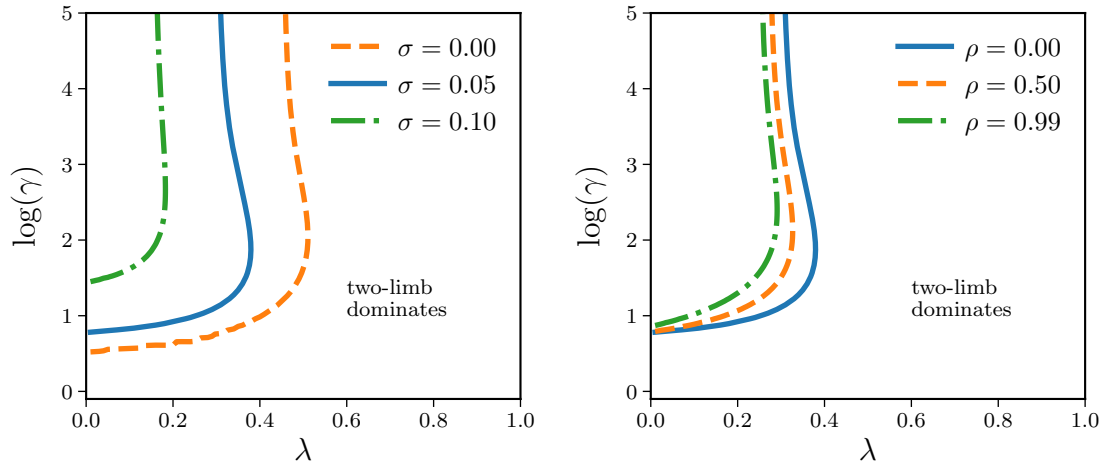 log(γ)
5
4
3
2
1
0
0.0
0.2
0.4
0.6
0.8
1.0
λ
σ = 0.00
σ = 0.05
σ = 0.10
two-limb
dominates
log(γ)
5
4
3
2
1
0
0.0
0.2
0.4
0.6
0.8
1.0
λ
ρ = 0.00
ρ = 0.50
ρ = 0.99
two-limb
dominates